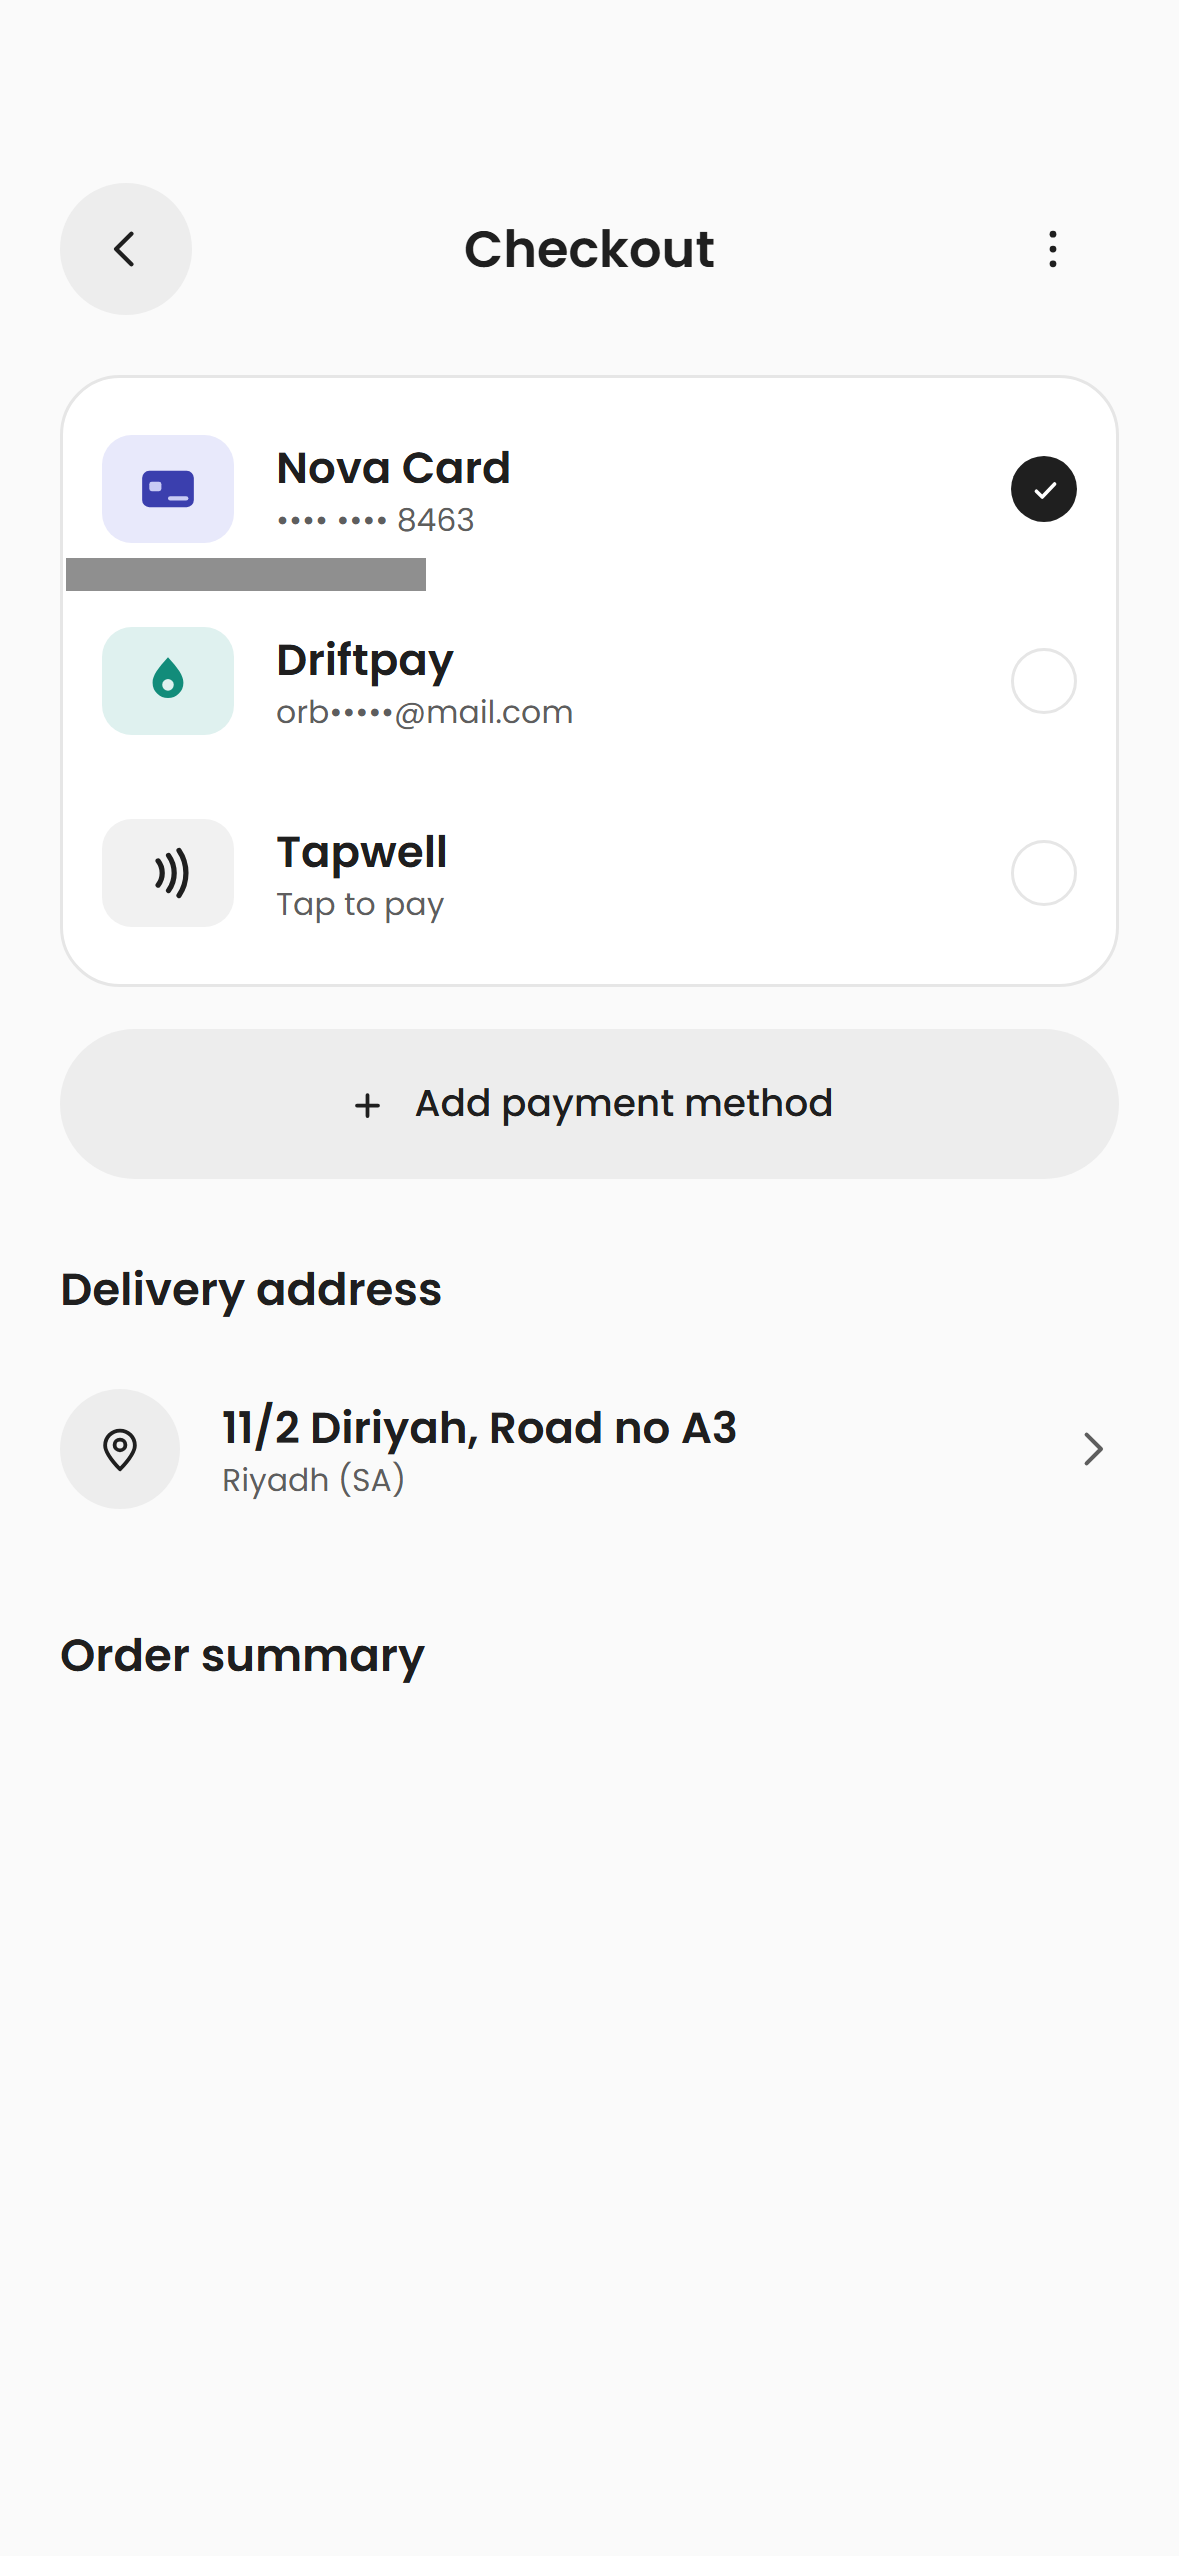 Checkout
Nova Card
•••• •••• 8463
Driftpay
orb•••••@mail.com
Tapwell
Tap to pay
+ Add payment method
Delivery address
11/2 Diriyah, Road no A3
Riyadh (SA)
Order summary